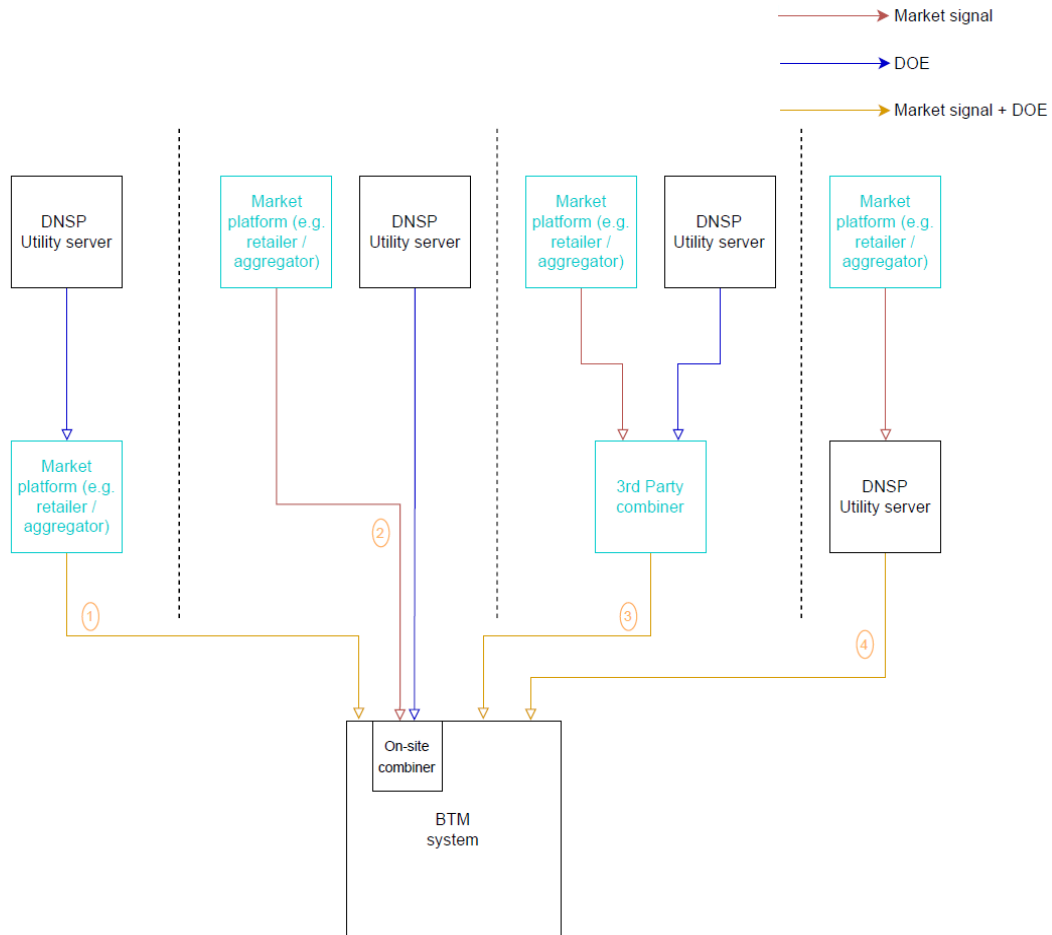 Market signal
DOE
Market signal + DOE
DNSP
Utility server
Market
platform (e.g.
retailer /
aggregator)
DNSP
Utility server
Market
platform (e.g.
retailer /
aggregator)
DNSP
Utility server
Market
platform (e.g.
retailer /
aggregator)
Market
platform (e.g.
retailer /
aggregator)
3rd Party
combiner
DNSP
Utility server
2
1
3
4
On-site
combiner
BTM
system